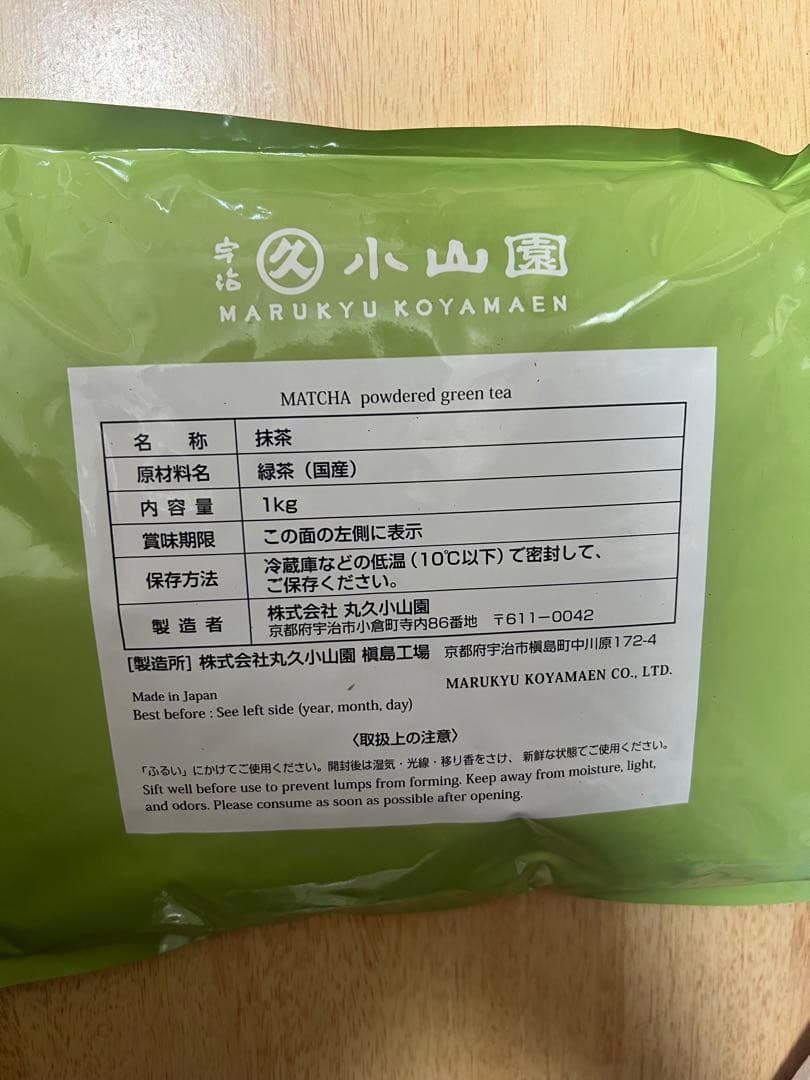 宇治 久 小山園
MARUKYU KOYAMAEN
MATCHA powdered green tea
名 称 抹茶
原材料名 緑茶（国産）
内容量 1kg
賞味期限 この面の左側に表示
保存方法 冷蔵庫などの低温（10℃以下）で密封して、
ご保存ください。
製造者 株式会社 丸久小山園
京都府宇治市小倉町寺内86番地 〒611-0042
[製造所] 株式会社丸久小山園 槇島工場 京都府宇治市槇島町中川原172-4
MARUKYU KOYAMAEN CO., LTD.
Made in Japan
Best before : See left side (year, month, day)
〈取扱上の注意〉
「ふるい」にかけてご使用ください。開封後は湿気・光線・移り香をさけ、新鮮な状態でご使用ください。
Sift well before use to prevent lumps from forming. Keep away from moisture, light,
and odors. Please consume as soon as possible after opening.